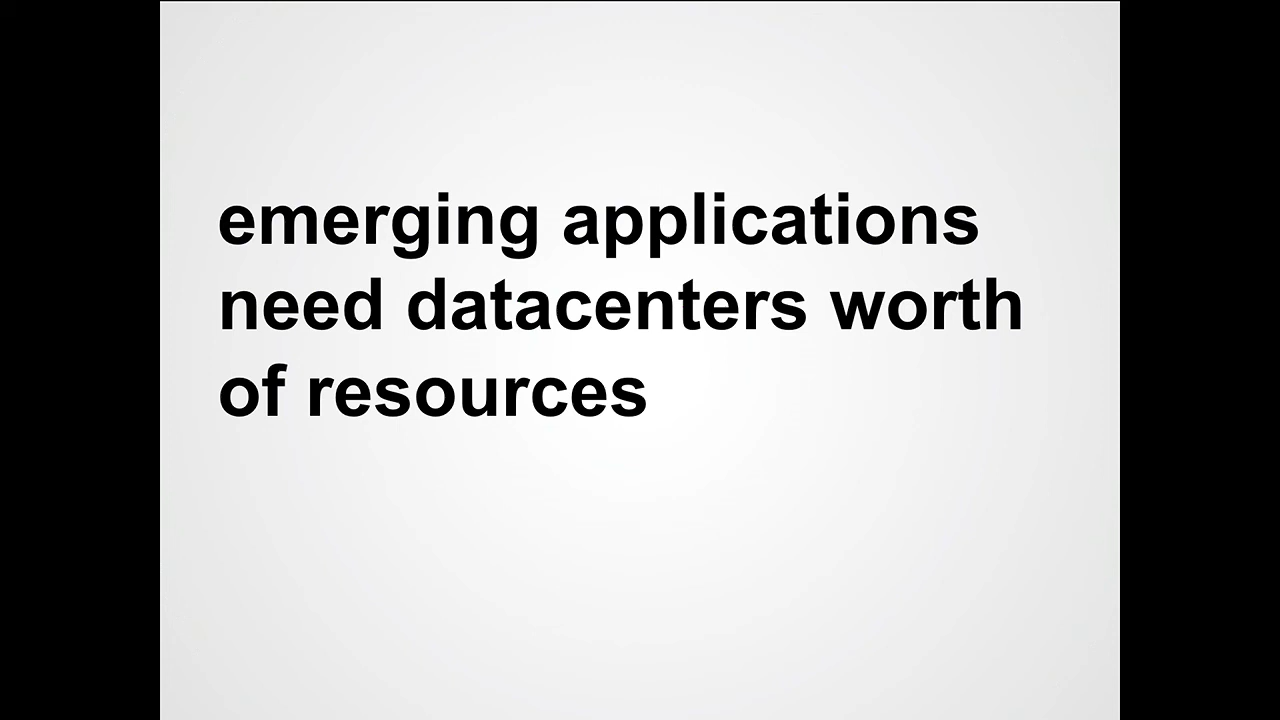 emerging applications
need datacenters worth
of resources